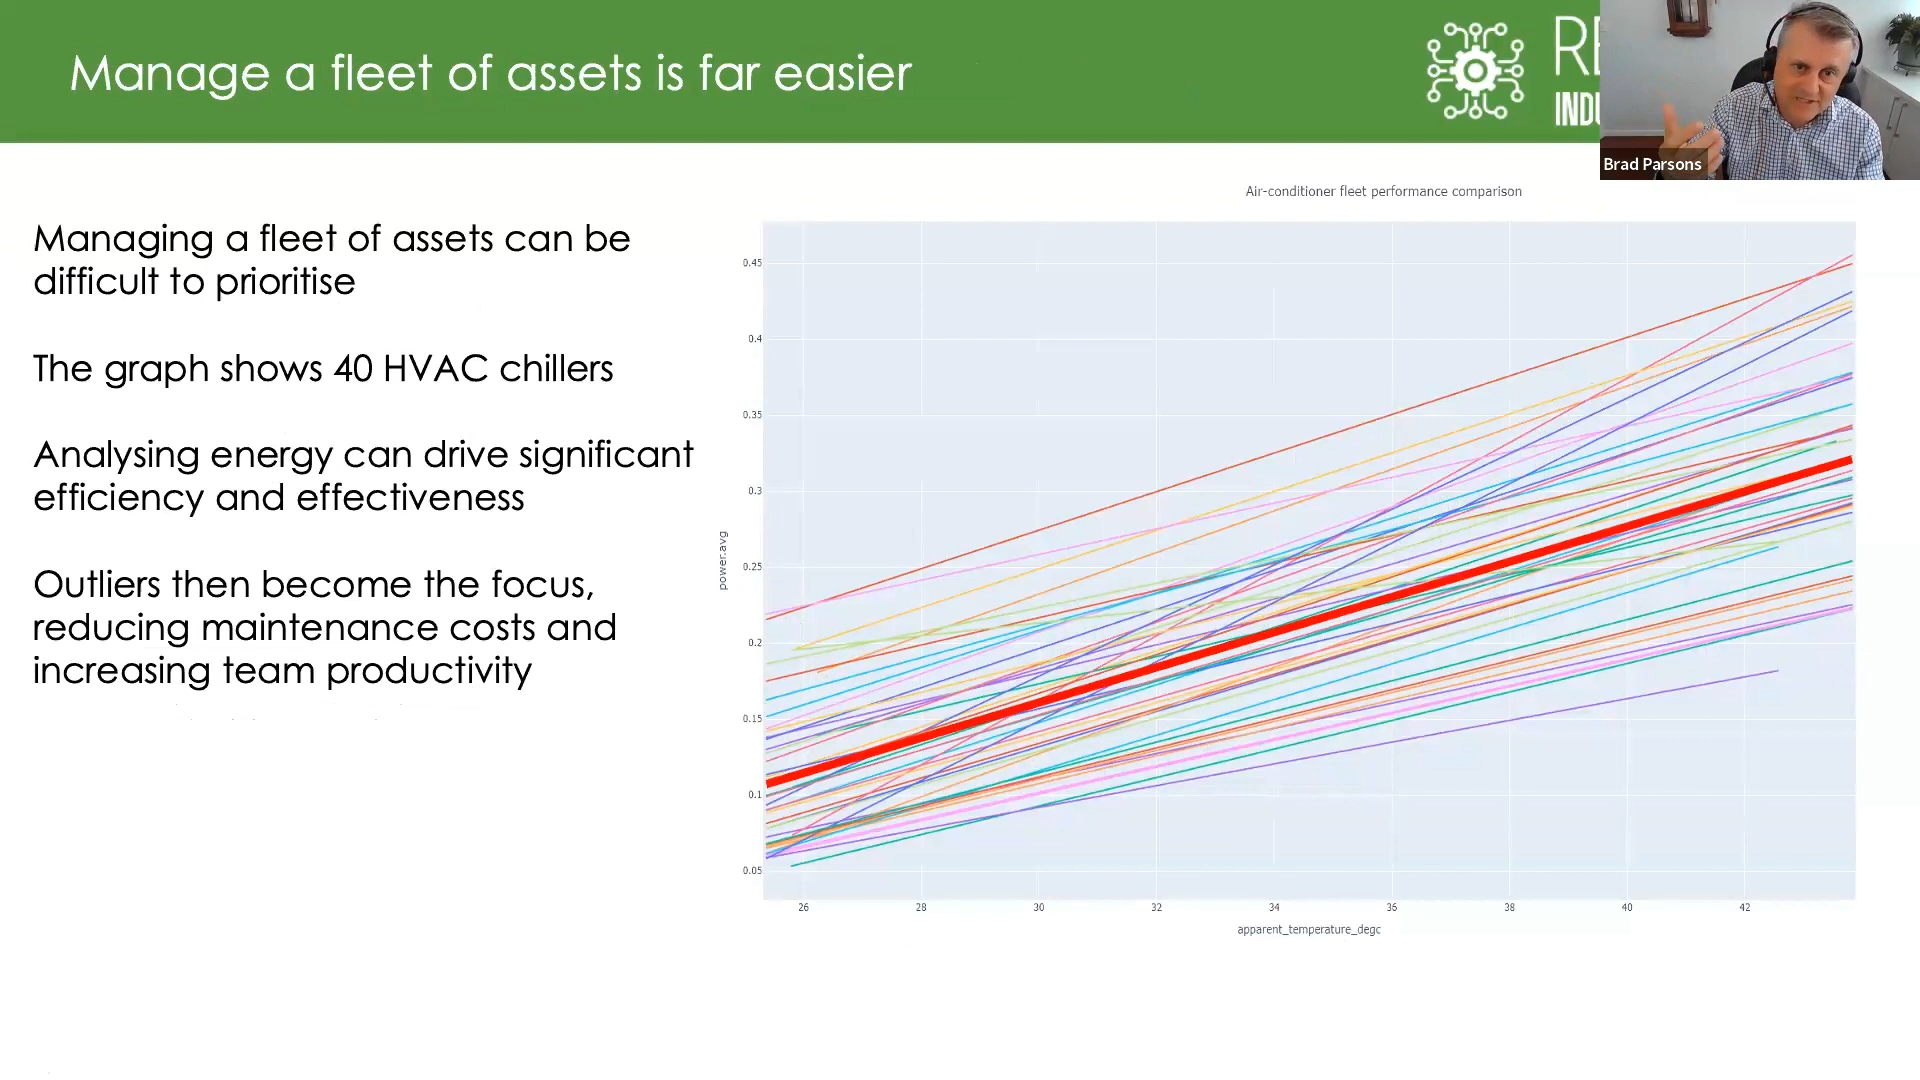 Manage a fleet of assets is far easier
RE
INDU
Brad Parsons
Managing a fleet of assets can be
difficult to prioritise
The graph shows 40 HVAC chillers
Analysing energy can drive significant
efficiency and effectiveness
Outliers then become the focus,
reducing maintenance costs and
increasing team productivity
Air-conditioner fleet performance comparison
0.45
0.4
0.35
0.3
0.25
0.2
0.15
0.1
0.05
power.avg
26 28 30 32 34 36 38 40 42
apparent_temperature_degc